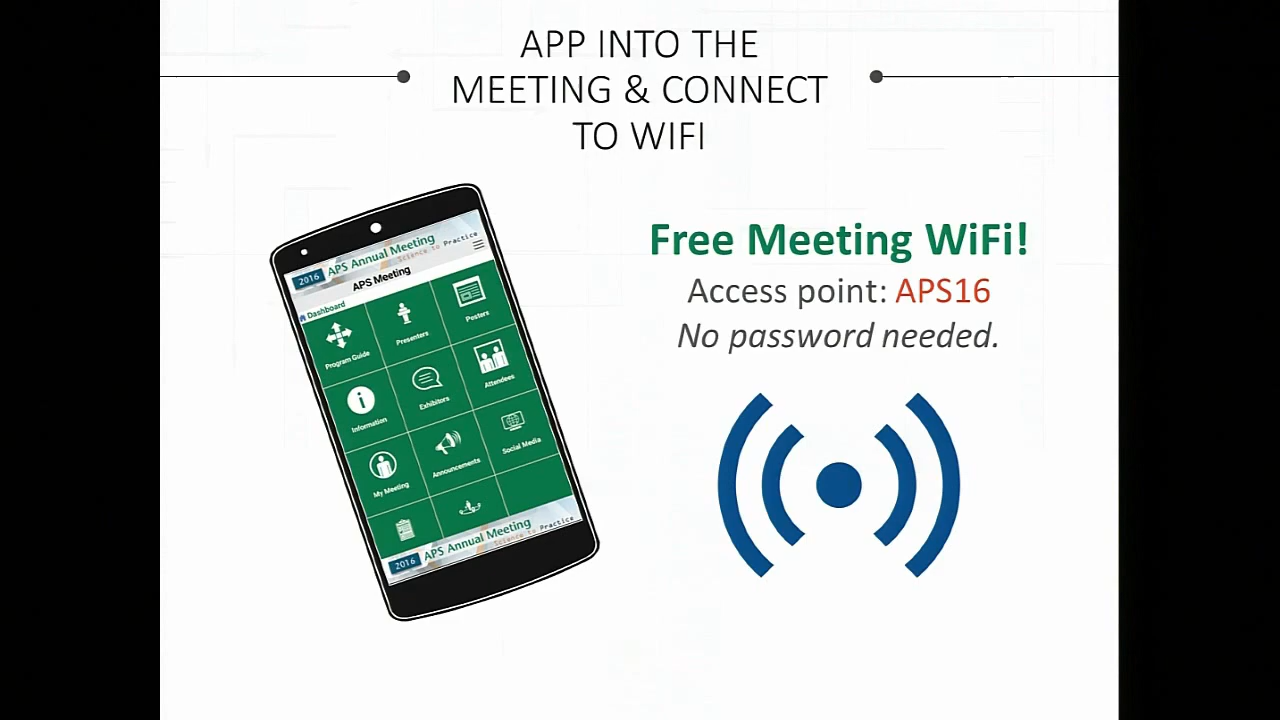 APP INTO THE
MEETING & CONNECT
TO WIFI
2016 APS Annual Meeting
Science to Practice
APS Meeting
Dashboard
Program Guide
Presenters
Posters
Information
Exhibitors
Attendees
My Meeting
Announcements
Social Media
2016 APS Annual Meeting
Science to Practice
Free Meeting WiFi!
Access point: APS16
No password needed.